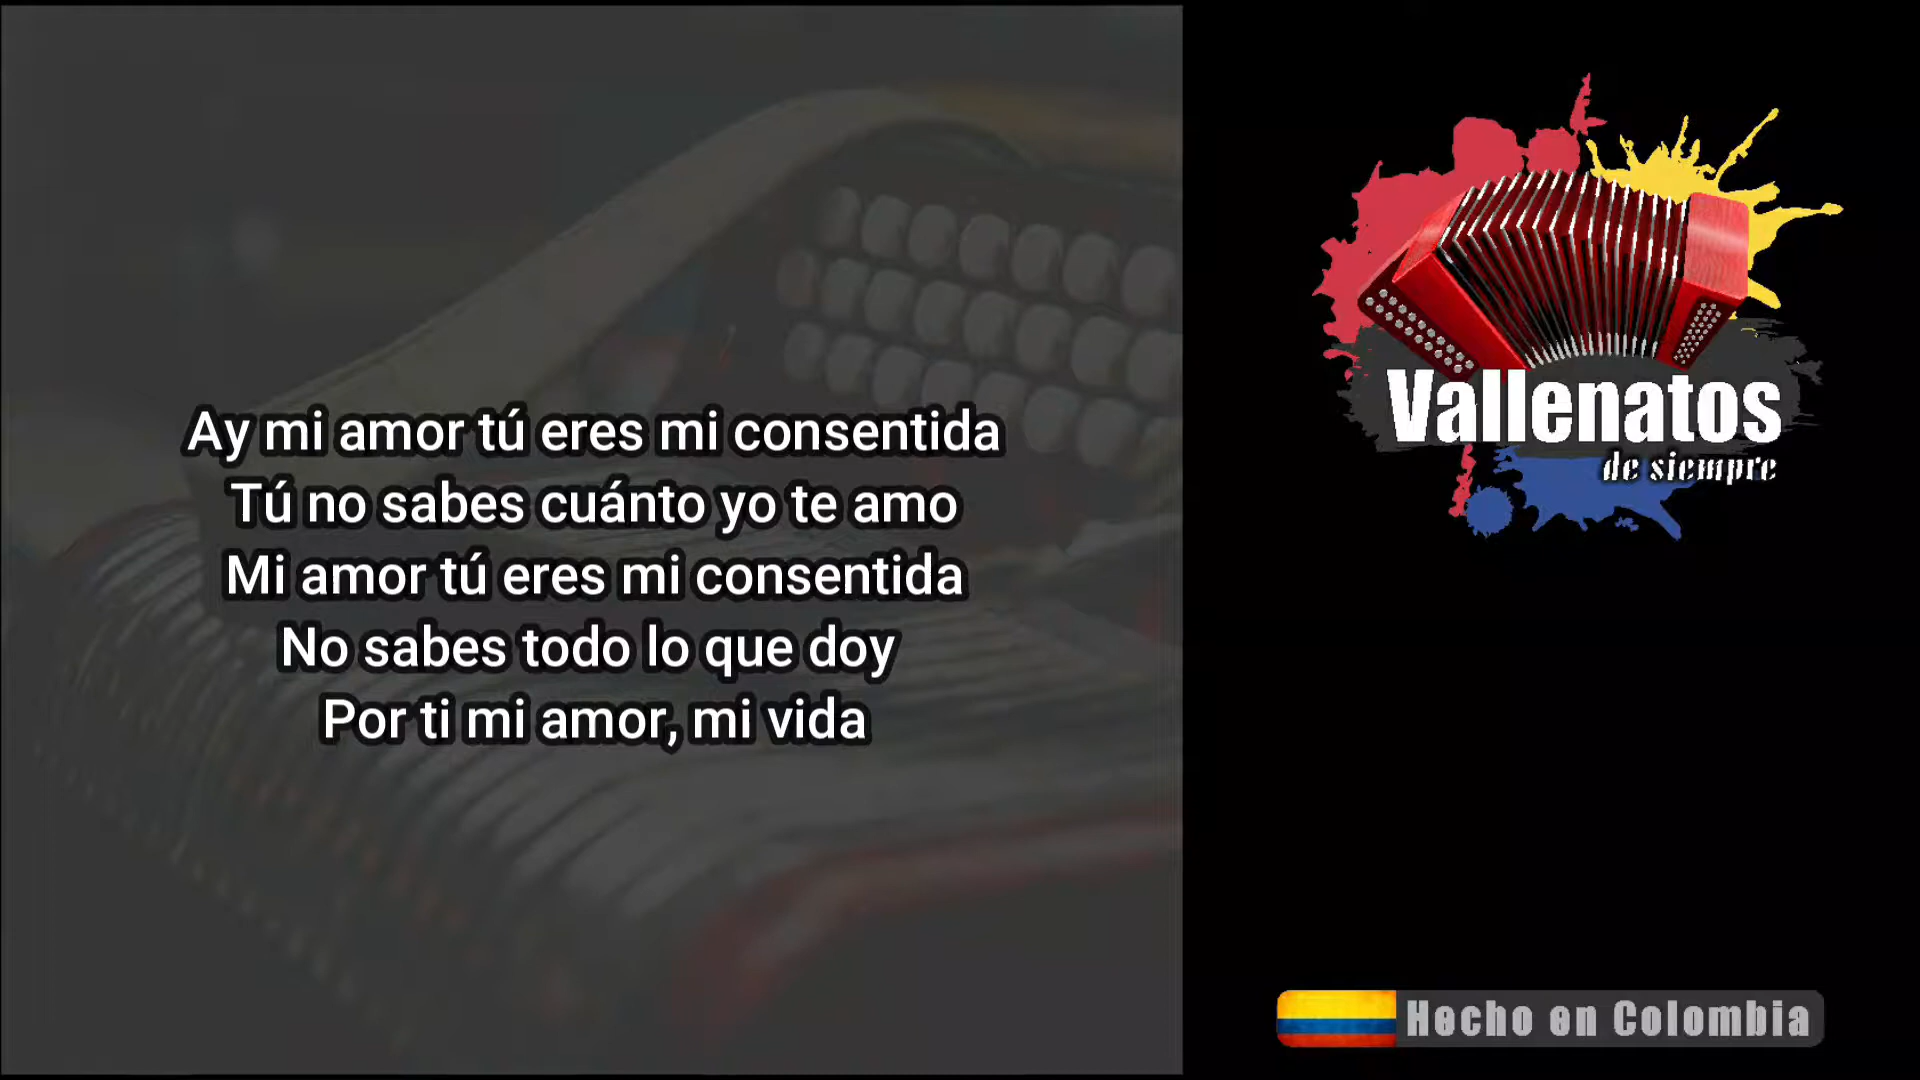 Ay mi amor tú eres mi consentida
Tú no sabes cuánto yo te amo
Mi amor tú eres mi consentida
No sabes todo lo que doy
Por ti mi amor, mi vida
Vallenatos
de siempre
Hecho en Colombia